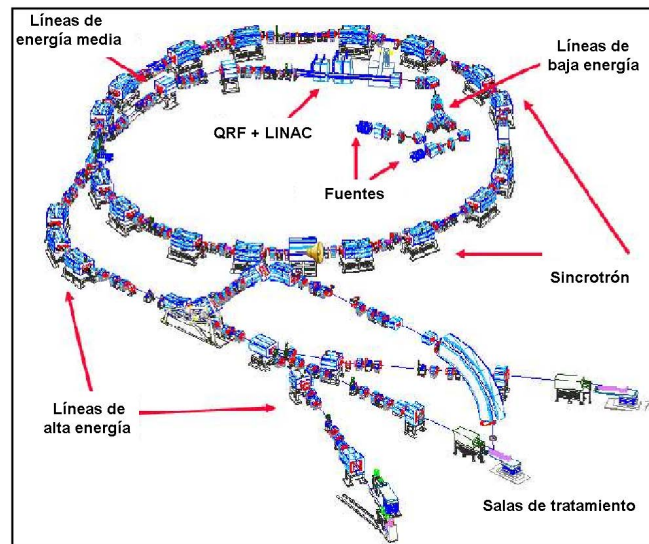 Líneas de
energía media
Líneas de
baja energía
QRF + LINAC
Fuentes
Sincrotrón
Líneas de
alta energía
Salas de tratamiento